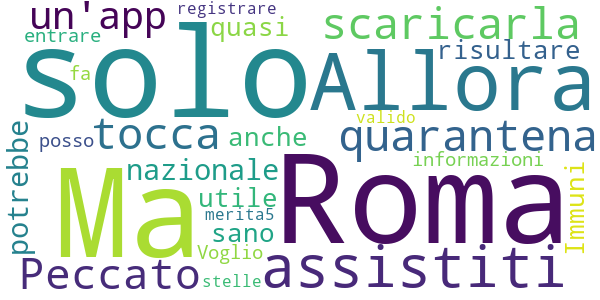 registrare
un'app
quasi
scaricarla
entrare
solo
Allora
risultare
fa
valido
posso
tocca
anche
quarantena
potrebbe
nazionale
informazioni
Ma
Roma
utile
Immuni
merita5
sano
Voglio
Peccato
assistiti
stelle